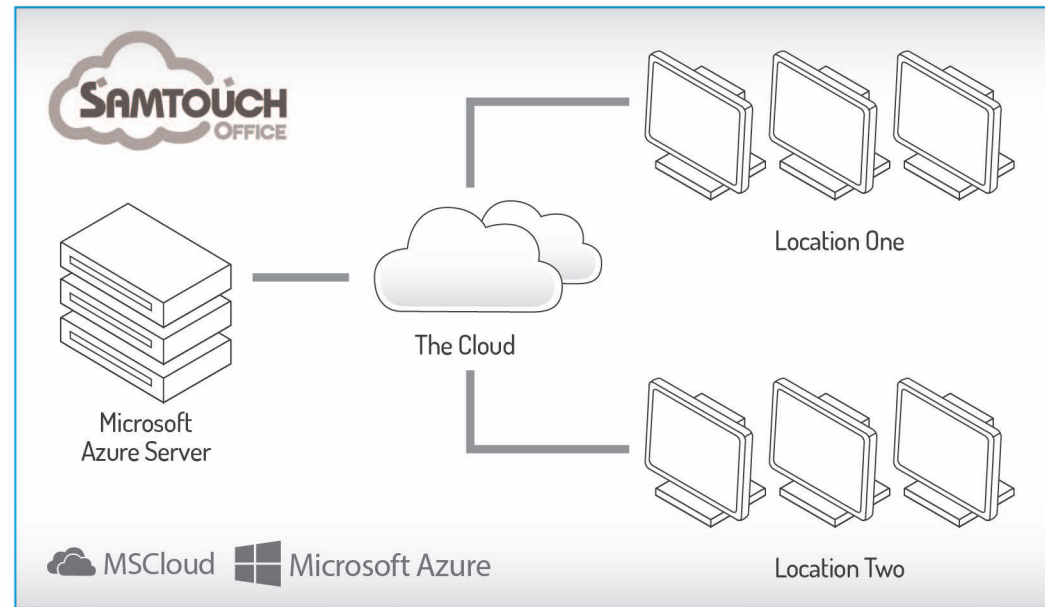 SAMTOUCH
OFFICE
Location One
The Cloud
Microsoft
Azure Server
MSCloud
Microsoft Azure
Location Two